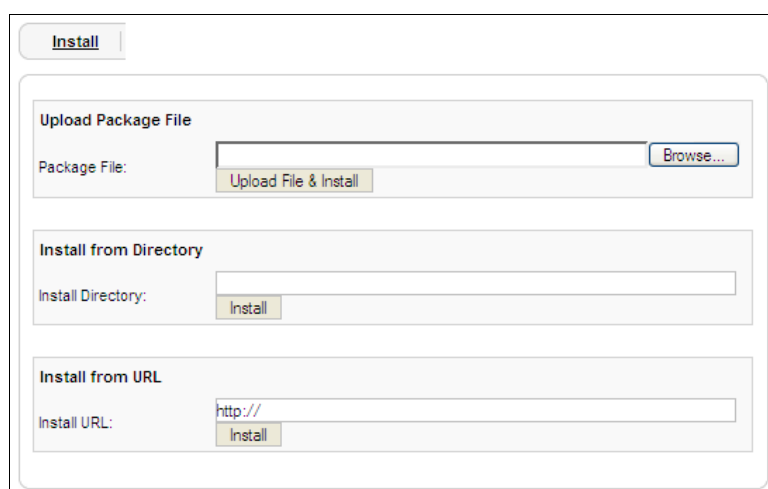 Install
Upload Package File
Package File:
Browse...
Upload File & Install
Install from Directory
Install Directory:
Install
Install from URL
Install URL:
http://
Install